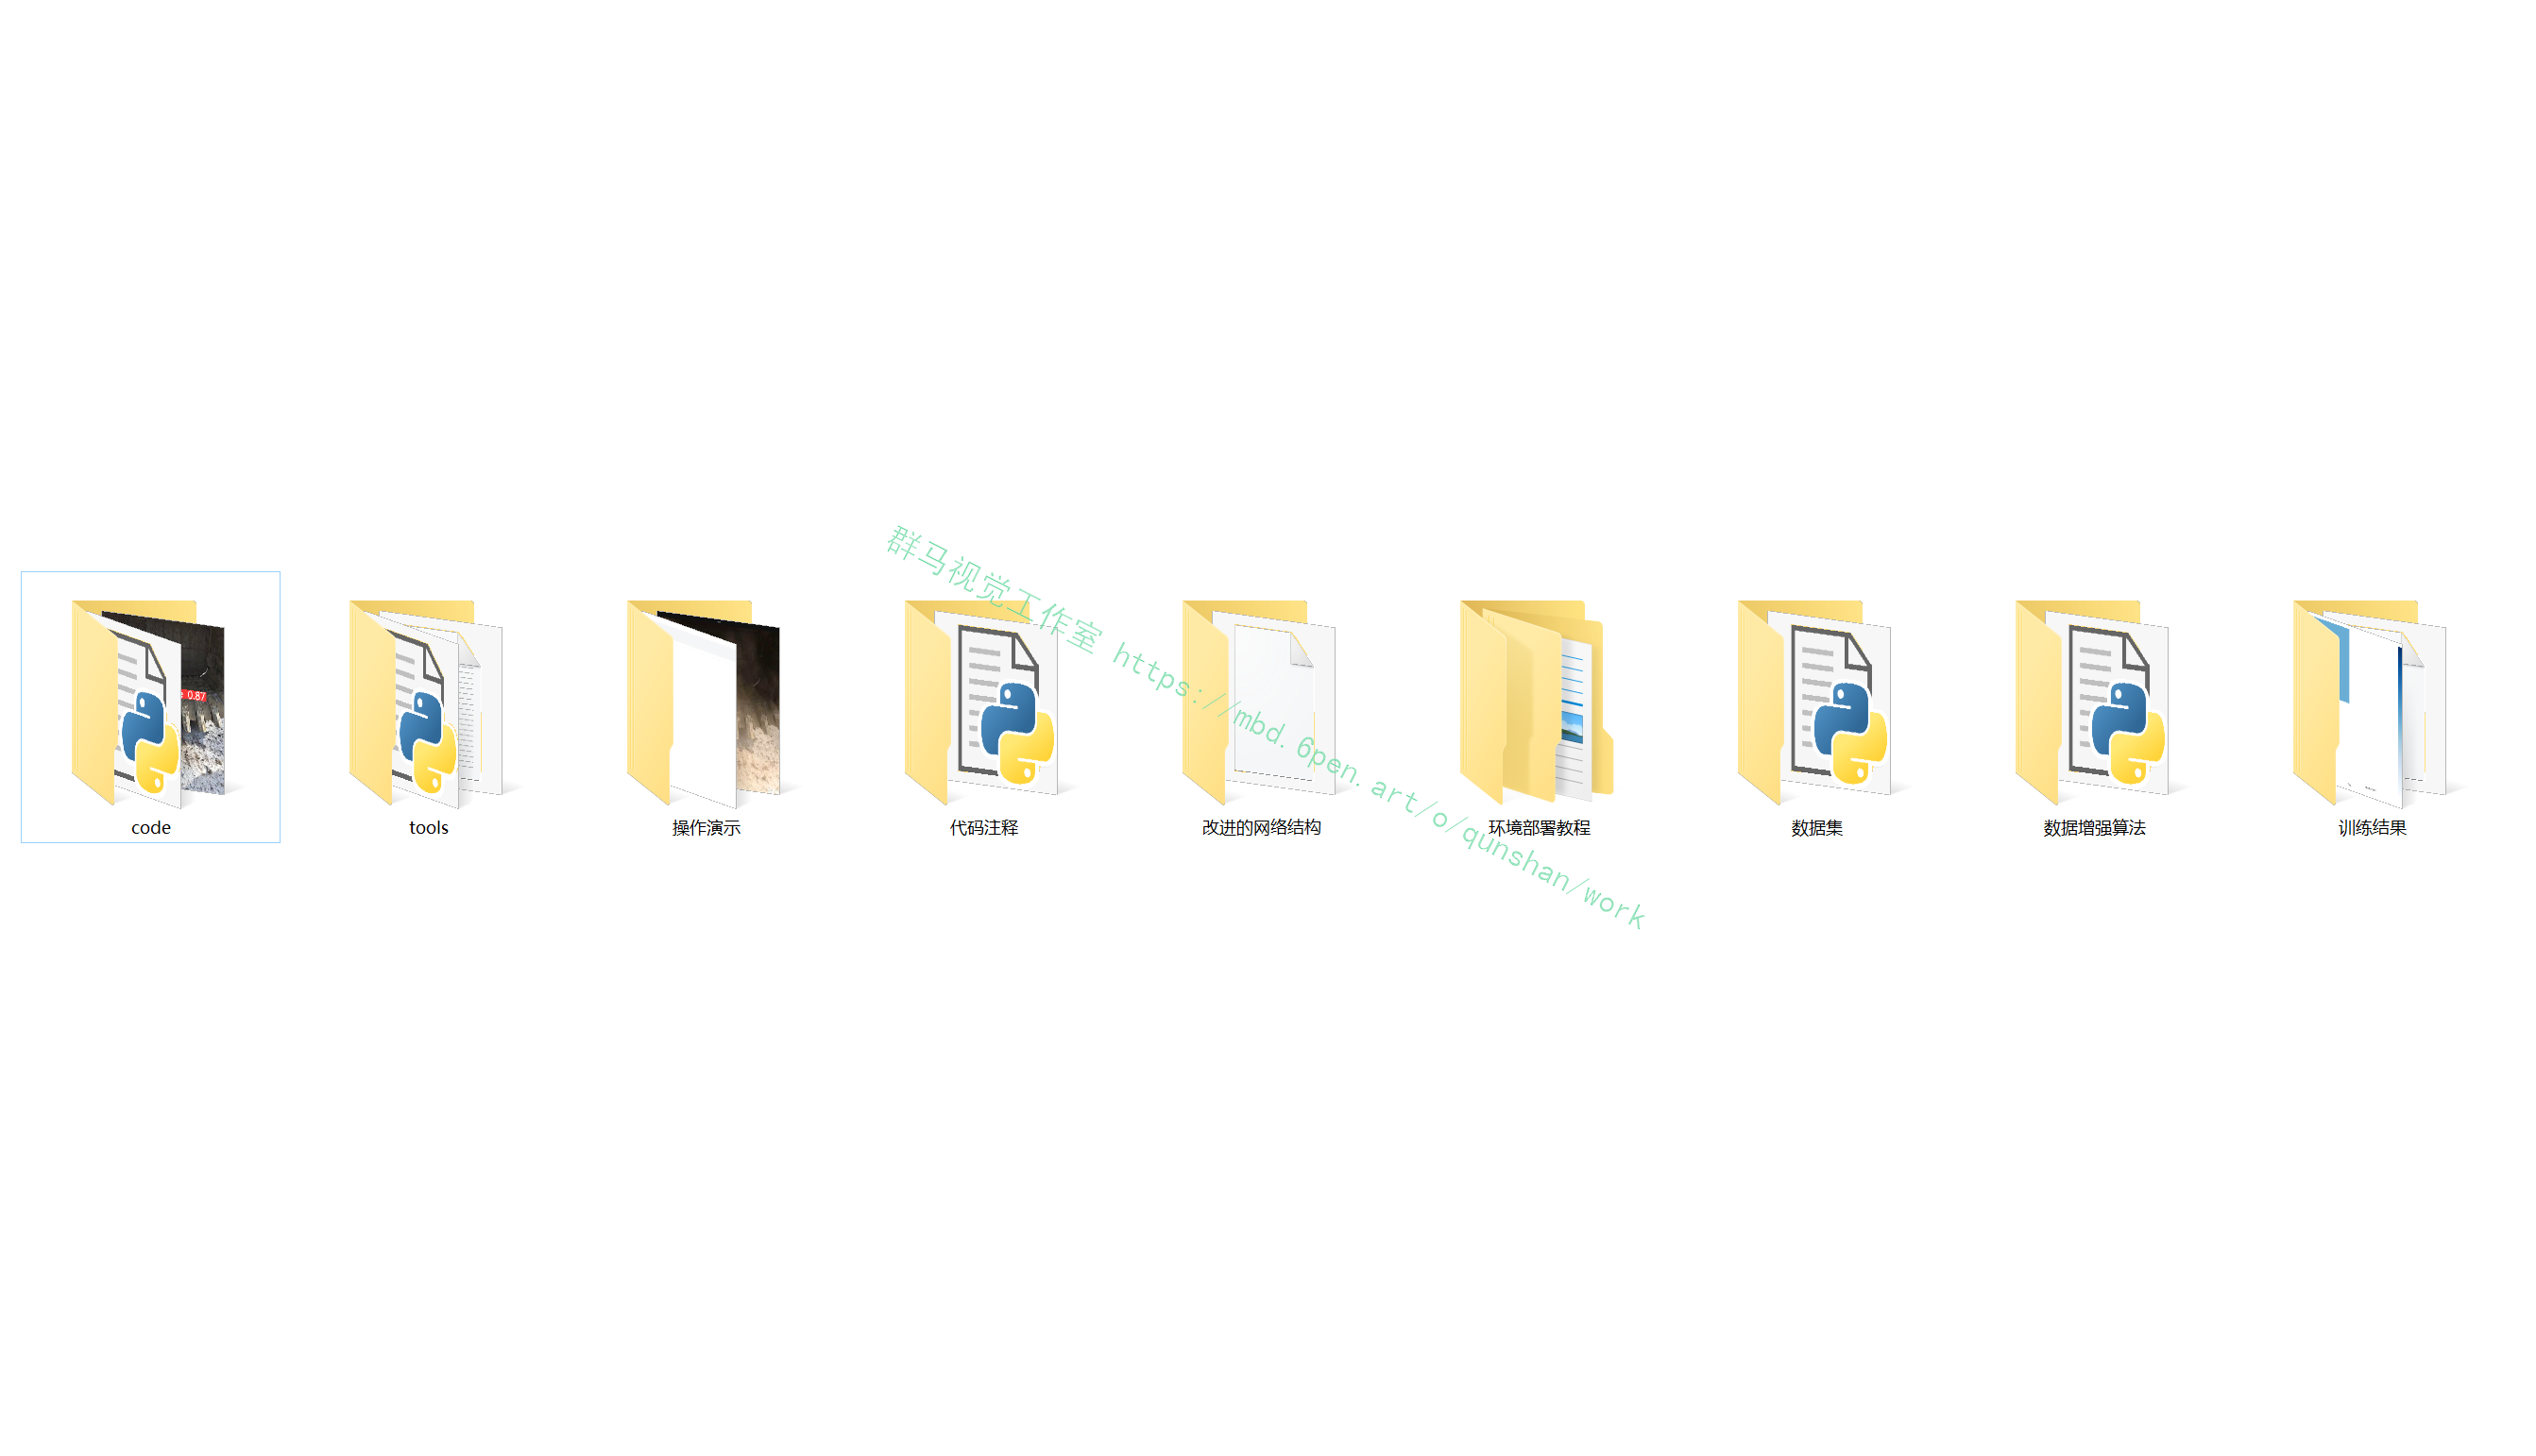 群马视觉工作室 https://mbd.6pen.art/o/qunshan/work
0.87
code
tools
操作演示
代码注释
改进的网络结构
环境部署教程
数据集
数据增强算法
训练结果